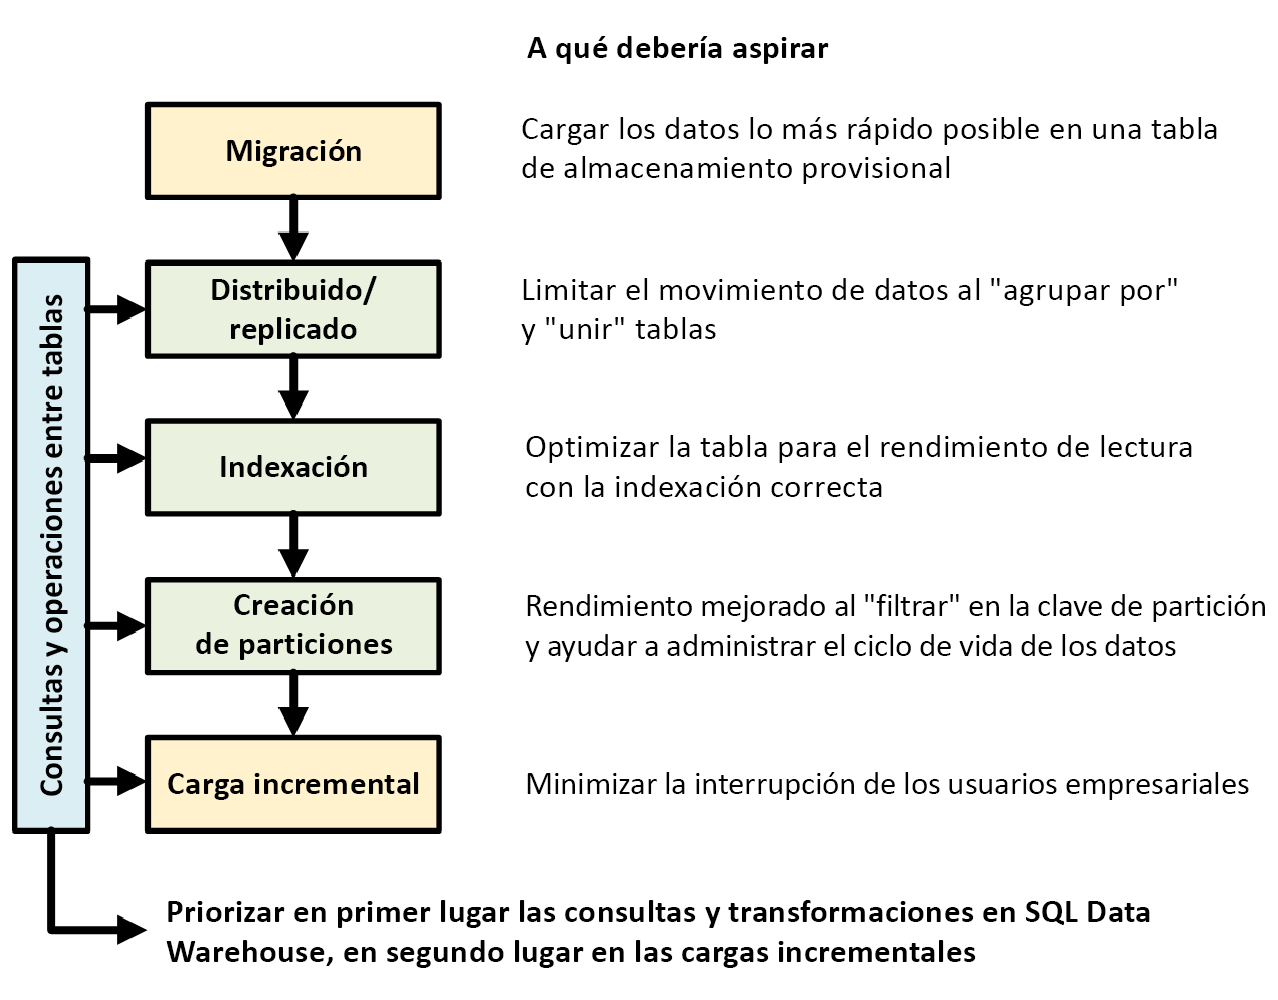 A qué debería aspirar
Migración
Cargar los datos lo más rápido posible en una tabla
de almacenamiento provisional
Consultas y operaciones entre tablas
Distribuido/
replicado
Limitar el movimiento de datos al "agrupar por"
y "unir" tablas
Indexación
Optimizar la tabla para el rendimiento de lectura
con la indexación correcta
Creación
de particiones
Rendimiento mejorado al "filtrar" en la clave de partición
y ayudar a administrar el ciclo de vida de los datos
Carga incremental
Minimizar la interrupción de los usuarios empresariales
Priorizar en primer lugar las consultas y transformaciones en SQL Data
Warehouse, en segundo lugar en las cargas incrementales